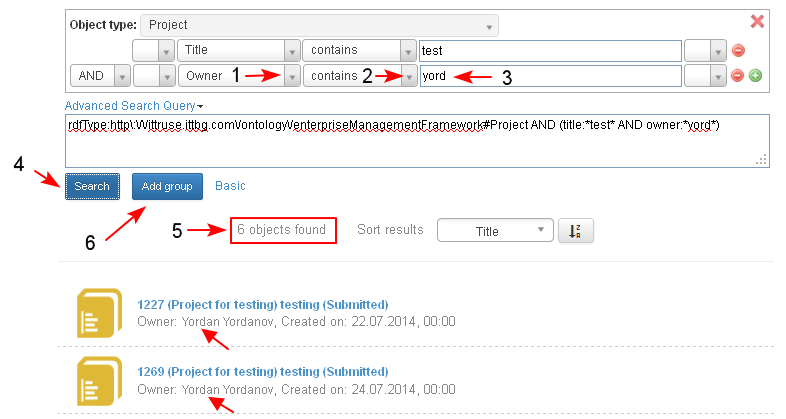 Object type: Project
Title contains test
AND Owner 1 contains 2 yord 3
Advanced Search Query
rdfType:http\:\/\/ittruse.ittbg.com\/ontology\/enterpriseManagementFramework#Project AND (title:*test* AND owner:*yord*)
4
Search Add group Basic
6
5 6 objects found Sort results Title
1227 (Project for testing) testing (Submitted)
Owner: Yordan Yordanov, Created on: 22.07.2014, 00:00
1269 (Project for testing) testing (Submitted)
Owner: Yordan Yordanov, Created on: 24.07.2014, 00:00